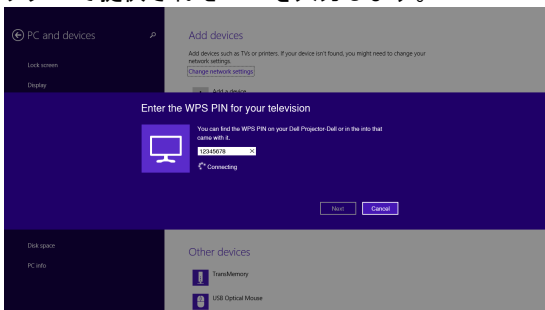 PC and devices
Lock screen
Display
Disk space
PC info
Add devices
Add devices such as TVs or printers. If your device isn't found, you might need to change your
network settings.
Change network settings
Add a device
Enter the WPS PIN for your television
You can find the WPS PIN on your Dell Projector-Dell or in the into that
came with it.
12345678
Connecting
Next
Cancel
Other devices
TransMemory
USB Optical Mouse